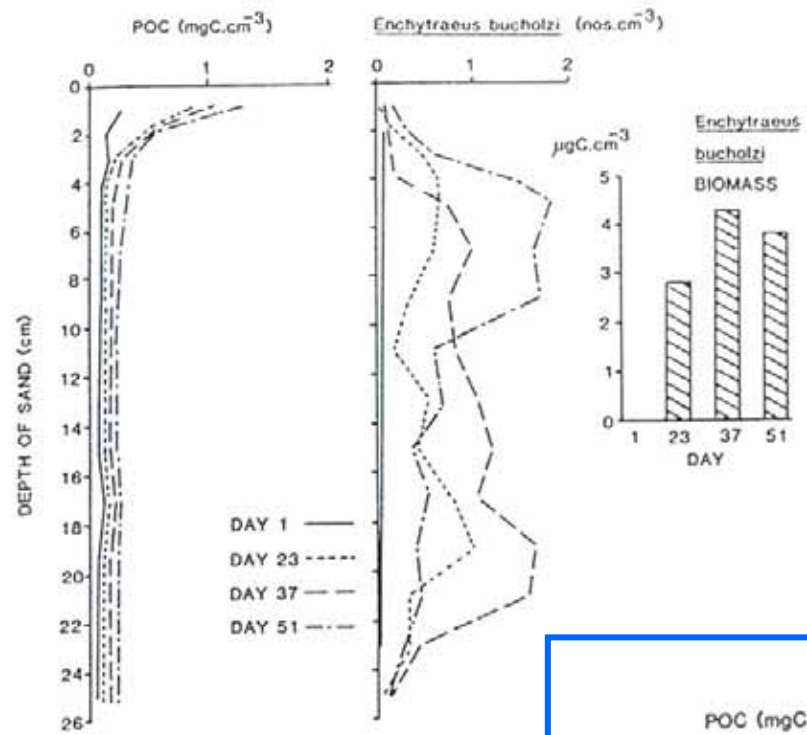 POC (mgC.cm-3)
0 1 2
Enchytraeus bucholzi (nos.cm-3)
0 1 2
DEPTH OF SAND (cm)
0
2
4
6
8
10
12
14
16
18
20
22
24
26
DAY 1
DAY 23
DAY 37
DAY 51
Enchytraeus
bucholzi
BIOMASS
µgC.cm-3
5
4
3
2
1
0
1 23 37 51
DAY
POC (mgC